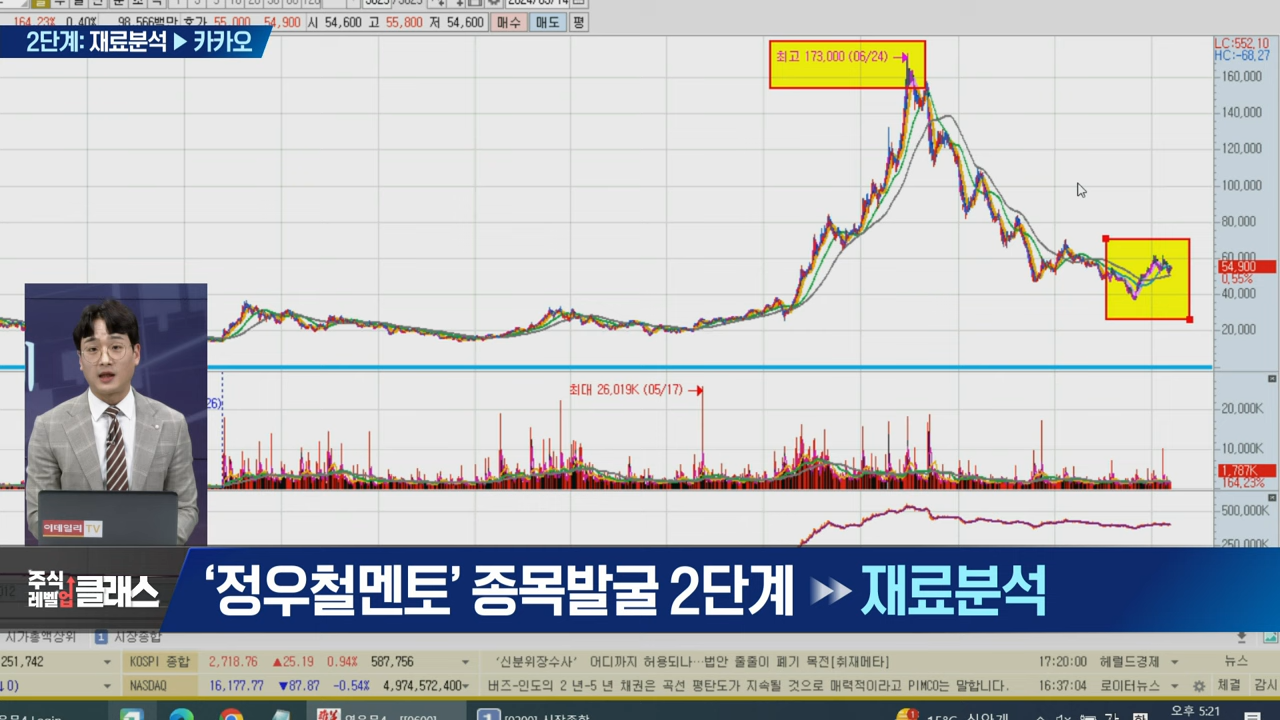 164.23% 0.40% 98,566백만 호가 55,000 54,900 시 54,600 고 55,800 저 54,600 매수 매도 평
2단계: 재료분석 ▶ 카카오
LC:552,10
HC:-68,27
최고 173,000 (06/24)
160,000
140,000
120,000
100,000
80,000
60,000
54,900
0,55%
40,000
20,000
최대 26,019K (05/17)
26)
20,000K
10,000K
1,787K
164,23%
500,000K
250,000K
이데일리 TV
주식
레벨업 클래스
‘정우철멘토’ 종목발굴 2단계 재료분석
시가총액상위 1 시장종합
251,742 KOSPI 종합 2,718.76 ▲25.19 0.94% 587,756 ‘신분위장수사’ 어디까지 허용되나…법안 줄줄이 폐기 목전[취재메타] 17:20:00 헤럴드경제 뉴스
NASDAQ 16,177.77 ▼87.87 -0.54% 4,974,572,400 버즈-인도의 2 년-5 년 채권은 곡선 평탄도가 지속될 것으로 매력적이라고 PIMCO는 말합니다. 16:37:04 로이터뉴스 체결 감시
오후 5:21